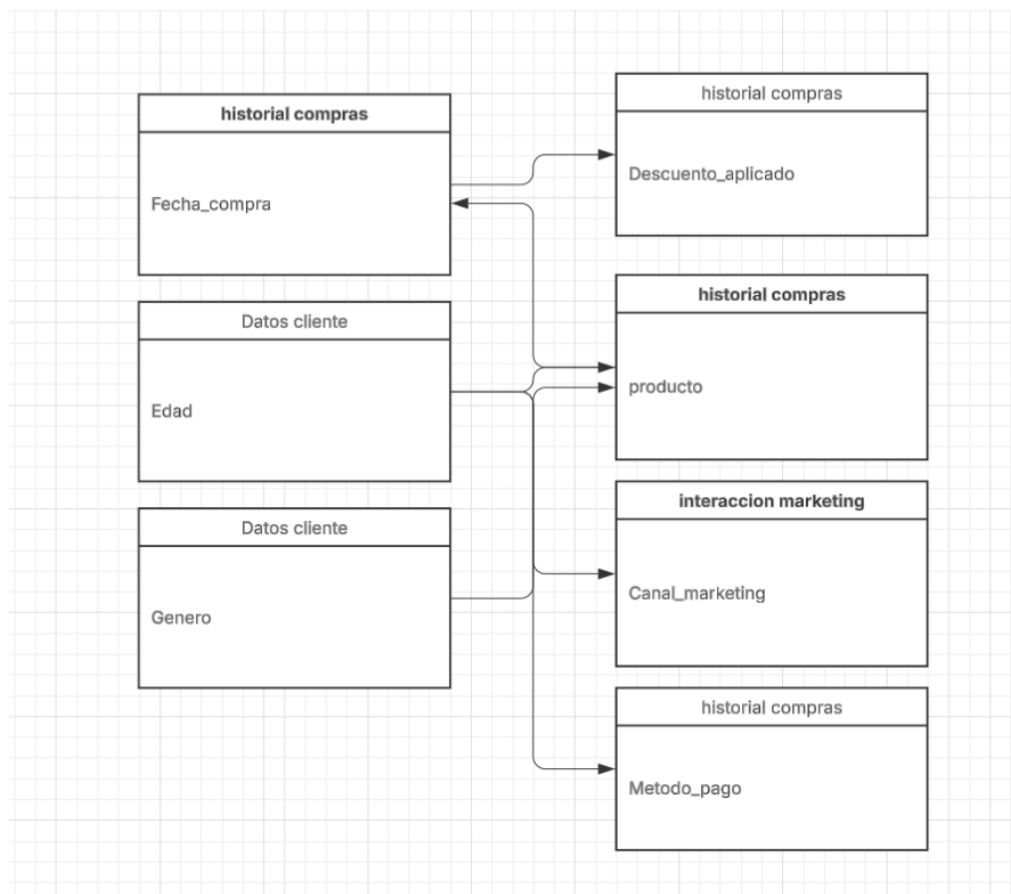 historial compras
Fecha_compra
Datos cliente
Edad
Datos cliente
Genero
historial compras
Descuento_aplicado
historial compras
producto
interaccion marketing
Canal_marketing
historial compras
Metodo_pago